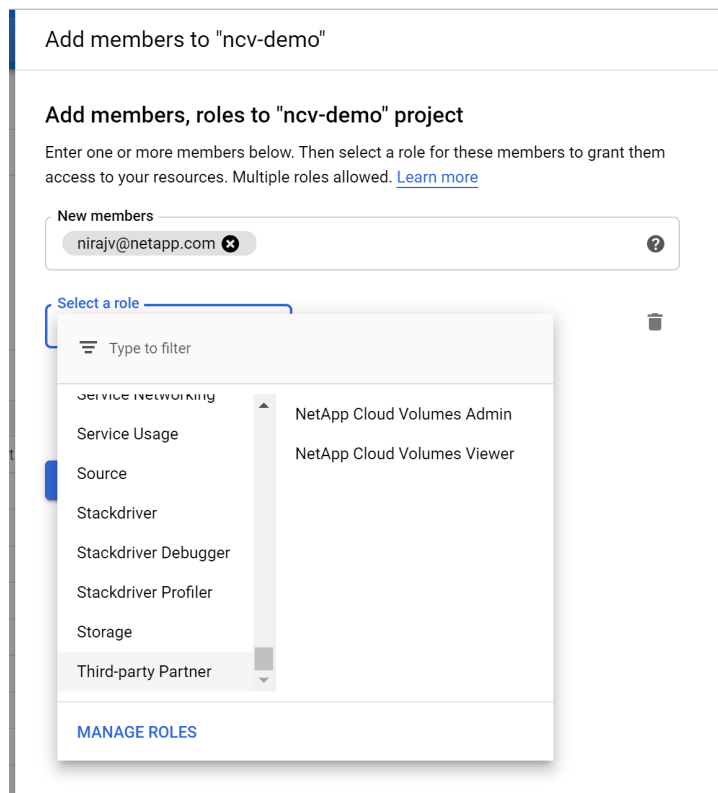 Add members to "ncv-demo"
Add members, roles to "ncv-demo" project
Enter one or more members below. Then select a role for these members to grant them
access to your resources. Multiple roles allowed. Learn more
New members
nirajv@netapp.com
Select a role
Type to filter
Service Networking
Service Usage
Source
Stackdriver
Stackdriver Debugger
Stackdriver Profiler
Storage
Third-party Partner
NetApp Cloud Volumes Admin
NetApp Cloud Volumes Viewer
MANAGE ROLES